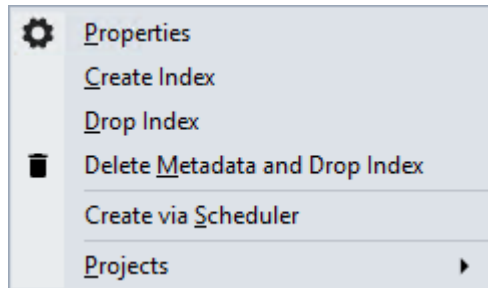 Properties
Create Index
Drop Index
Delete Metadata and Drop Index
Create via Scheduler
Projects